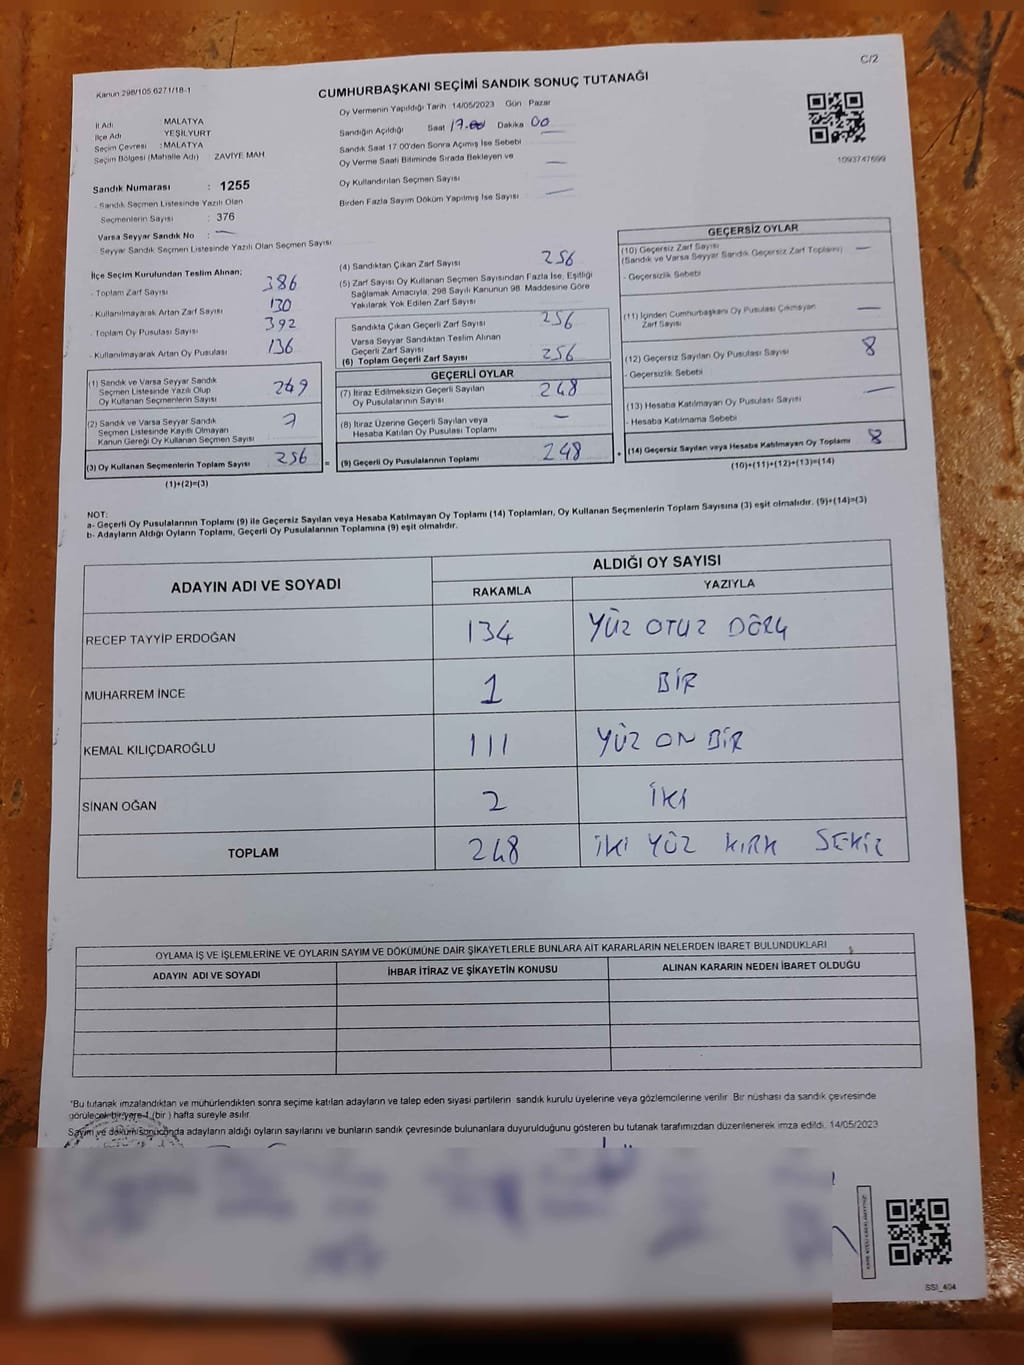 C/2
Kanun 298/105 6271/18-1
CUMHURBAŞKANI SEÇİMİ SANDIK SONUÇ TUTANAĞI
Oy Vermenin Yapıldığı Tarih 14/05/2023 Gün Pazar
İl Adı MALATYA
İlçe Adı YEŞİLYURT
Seçim Çevresi : MALATYA
Seçim Bölgesi (Mahalle Adı) ZAVİYE MAH
Sandığın Açıldığı Saat 17.00 Dakika 00
Sandık Saat 17.00'den Sonra Açımış İse Sebebi
Oy Verme Saati Bitiminde Sırada Bekleyen ve —
Oy Kullandırılan Seçmen Sayısı
Birden Fazla Sayım Döküm Yapılmış İse Sayısı —
1093747699
Sandık Numarası : 1255
- Sandık Seçmen Listesinde Yazılı Olan
Seçmenlerin Sayısı : 376
Varsa Seyyar Sandık No : —
- Seyyar Sandık Seçmen Listesinde Yazılı Olan Seçmen Sayısı
İlçe Seçim Kurulundan Teslim Alınan;
- Toplam Zarf Sayısı 386
- Kullanılmayarak Artan Zarf Sayısı 130
- Toplam Oy Pusulası Sayısı 392
- Kullanılmayarak Artan Oy Pusulası 136
(1) Sandık ve Varsa Seyyar Sandık
Seçmen Listesinde Yazılı Olup
Oy Kullanan Seçmenlerin Sayısı 249
(2) Sandık ve Varsa Seyyar Sandık
Seçmen Listesinde Kayıtlı Olmayan
Kanun Gereği Oy Kullanan Seçmen Sayısı 7
(3) Oy Kullanan Seçmenlerin Toplam Sayısı 256
(1)+(2)=(3)
(4) Sandıktan Çıkan Zarf Sayısı 256
(5) Zarf Sayısı Oy Kullanan Seçmen Sayısından Fazla İse, Eşitliği
Sağlamak Amacıyla, 298 Sayılı Kanunun 98. Maddesine Göre
Yakılarak Yok Edilen Zarf Sayısı
Sandıkta Çıkan Geçerli Zarf Sayısı 256
Varsa Seyyar Sandıktan Teslim Alınan
Geçerli Zarf Sayısı
(6) Toplam Geçerli Zarf Sayısı 256
GEÇERLİ OYLAR
(7) İtiraz Edilmeksizin Geçerli Sayılan
Oy Pusulalarının Sayısı 248
(8) İtiraz Üzerine Geçerli Sayılan veya
Hesaba Katılan Oy Pusulası Toplamı —
= (9) Geçerli Oy Pusulalarının Toplamı 248
GEÇERSİZ OYLAR
(10) Geçersiz Zarf Sayısı —
(Sandık ve Varsa Seyyar Sandık Geçersiz Zarf Toplamı)
- Geçersizlik Sebebi
(11) İçinden Cumhurbaşkanı Oy Pusulası Çıkmayan
Zarf Sayısı —
(12) Geçersiz Sayılan Oy Pusulası Sayısı 8
- Geçersizlik Sebebi
(13) Hesaba Katılmayan Oy Pusulası Sayısı —
- Hesaba Katılmama Sebebi
+ (14) Geçersiz Sayılan veya Hesaba Katılmayan Oy Toplamı 8
(10)+(11)+(12)+(13)=(14)
NOT:
a- Geçerli Oy Pusulalarının Toplamı (9) ile Geçersiz Sayılan veya Hesaba Katılmayan Oy Toplamı (14) Toplamları, Oy Kullanan Seçmenlerin Toplam Sayısına (3) eşit olmalıdır. (9)+(14)=(3)
b- Adayların Aldığı Oyların Toplamı, Geçerli Oy Pusulalarının Toplamına (9) eşit olmalıdır.
ADAYIN ADI VE SOYADI ALDIĞI OY SAYISI
RAKAMLA YAZIYLA
RECEP TAYYİP ERDOĞAN 134 YÜZ OTUZ DÖRT
MUHARREM İNCE 1 BİR
KEMAL KILIÇDAROĞLU 111 YÜZ ON BİR
SİNAN OĞAN 2 İKİ
TOPLAM 248 İKİ YÜZ KIRK SEKİZ
OYLAMA İŞ VE İŞLEMLERİNE VE OYLARIN SAYIM VE DÖKÜMÜNE DAİR ŞİKAYETLERLE BUNLARA AİT KARARLARIN NELERDEN İBARET BULUNDUKLARI
ADAYIN ADI VE SOYADI İHBAR İTİRAZ VE ŞİKAYETİN KONUSU ALINAN KARARIN NEDEN İBARET OLDUĞU
*Bu tutanak imzalandıktan ve mühürlendikten sonra seçime katılan adayların ve talep eden siyasi partilerin sandık kurulu üyelerine veya gözlemcilerine verilir. Bir nüshası da sandık çevresinde
görülecek bir yere 1 (bir ) hafta süreyle asılır.
Sayım ve döküm sonucunda adayların aldığı oyların sayılarını ve bunların sandık çevresinde bulunanlara duyurulduğunu gösteren bu tutanak tarafımızdan düzenlenerek imza edildi. 14/05/2023
SSI_404